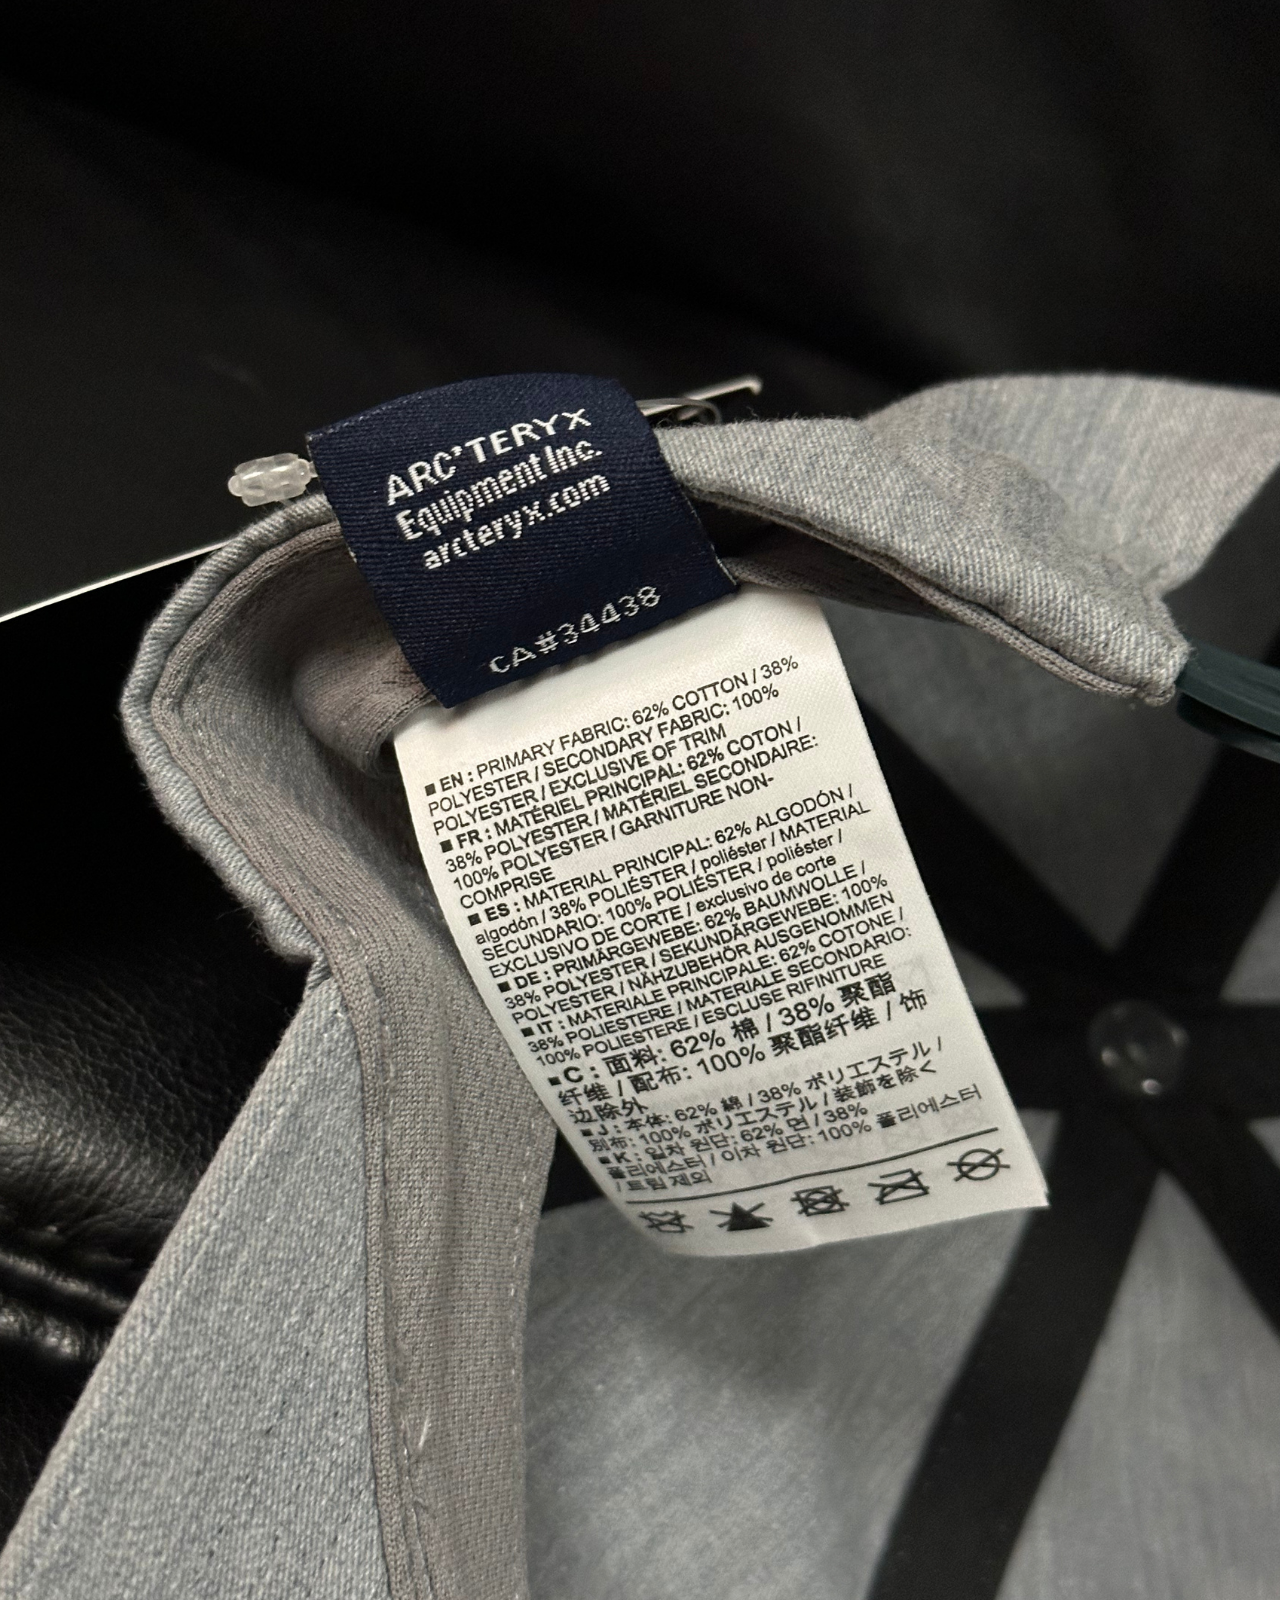 ARC'TERYX
Equipment Inc.
arcteryx.com
CA#34438
■ EN : PRIMARY FABRIC: 62% COTTON / 38%
POLYESTER / SECONDARY FABRIC: 100%
POLYESTER / EXCLUSIVE OF TRIM
■ FR : MATÉRIEL PRINCIPAL: 62% COTON /
38% POLYESTER / MATÉRIEL SECONDAIRE:
100% POLYESTER / GARNITURE NON-
COMPRISE
■ ES : MATERIAL PRINCIPAL: 62% ALGODÓN /
algodón / 38% POLIÉSTER / poliéster / MATERIAL
SECUNDARIO: 100% POLIÉSTER / poliéster /
EXCLUSIVO DE CORTE / exclusivo de corte
■ DE : PRIMÄRGEWEBE: 62% BAUMWOLLE /
38% POLYESTER / SEKUNDÄRGEWEBE: 100%
POLYESTER / NÄHZUBEHÖR AUSGENOMMEN
■ IT : MATERIALE PRINCIPALE: 62% COTONE /
38% POLIESTERE / MATERIALE SECONDARIO:
100% POLIESTERE / ESCLUSE RIFINITURE
■ C : 面料: 62% 棉 / 38% 聚酯
纤维 / 配布: 100% 聚酯纤维 / 饰
边除外
■ J : 本体: 62% 綿 / 38% ポリエステル /
別布: 100% ポリエステル / 装飾を除く
■ K : 일차 원단: 62% 면 / 38%
폴리에스터 / 이차 원단: 100% 폴리에스터
/ 트림 제외